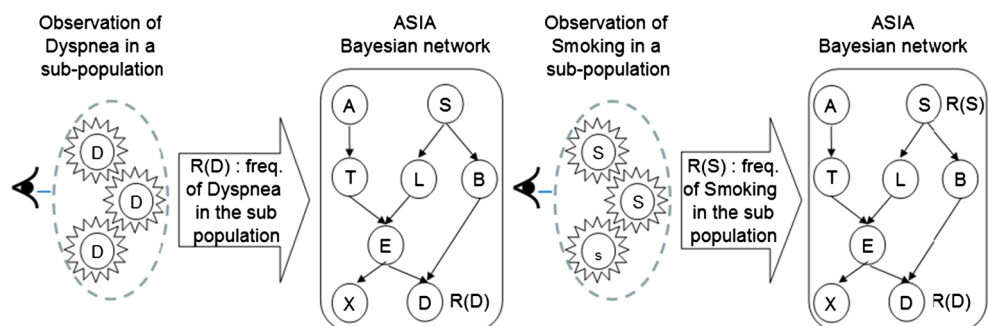 Observation of
Dyspnea in a
sub-population
D
D
D
R(D) : freq.
of Dyspnea
in the sub
population
ASIA
Bayesian network
A
S
T
L
B
E
X
D
R(D)
Observation of
Smoking in a
sub-population
S
S
s
R(S) : freq.
of Smoking
in the sub
population
ASIA
Bayesian network
A
S
R(S)
T
L
B
E
X
D
R(D)